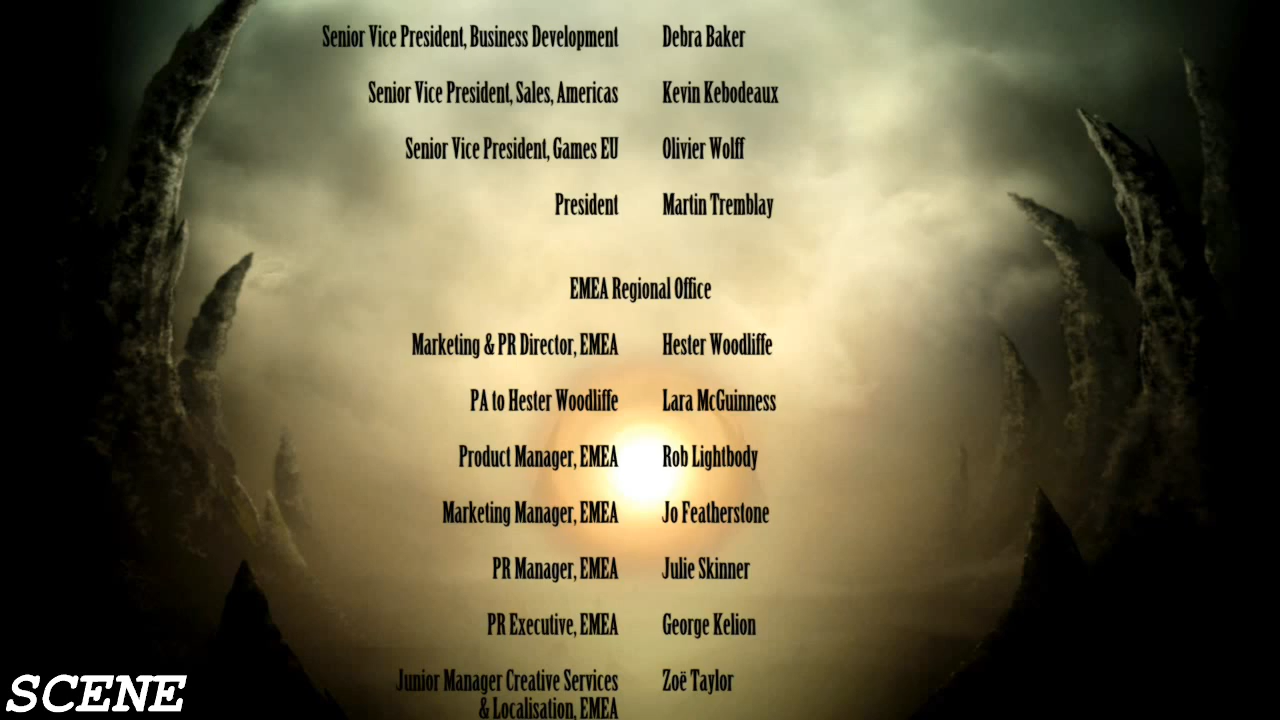 Senior Vice President, Business Development Debra Baker
Senior Vice President, Sales, Americas Kevin Kebodeaux
Senior Vice President, Games EU Olivier Wolff
President Martin Tremblay
EMEA Regional Office
Marketing & PR Director, EMEA Hester Woodliffe
PA to Hester Woodliffe Lara McGuinness
Product Manager, EMEA Rob Lightbody
Marketing Manager, EMEA Jo Featherstone
PR Manager, EMEA Julie Skinner
PR Executive, EMEA George Kelion
Junior Manager Creative Services Zoë Taylor
& Localisation, EMEA
SCENE